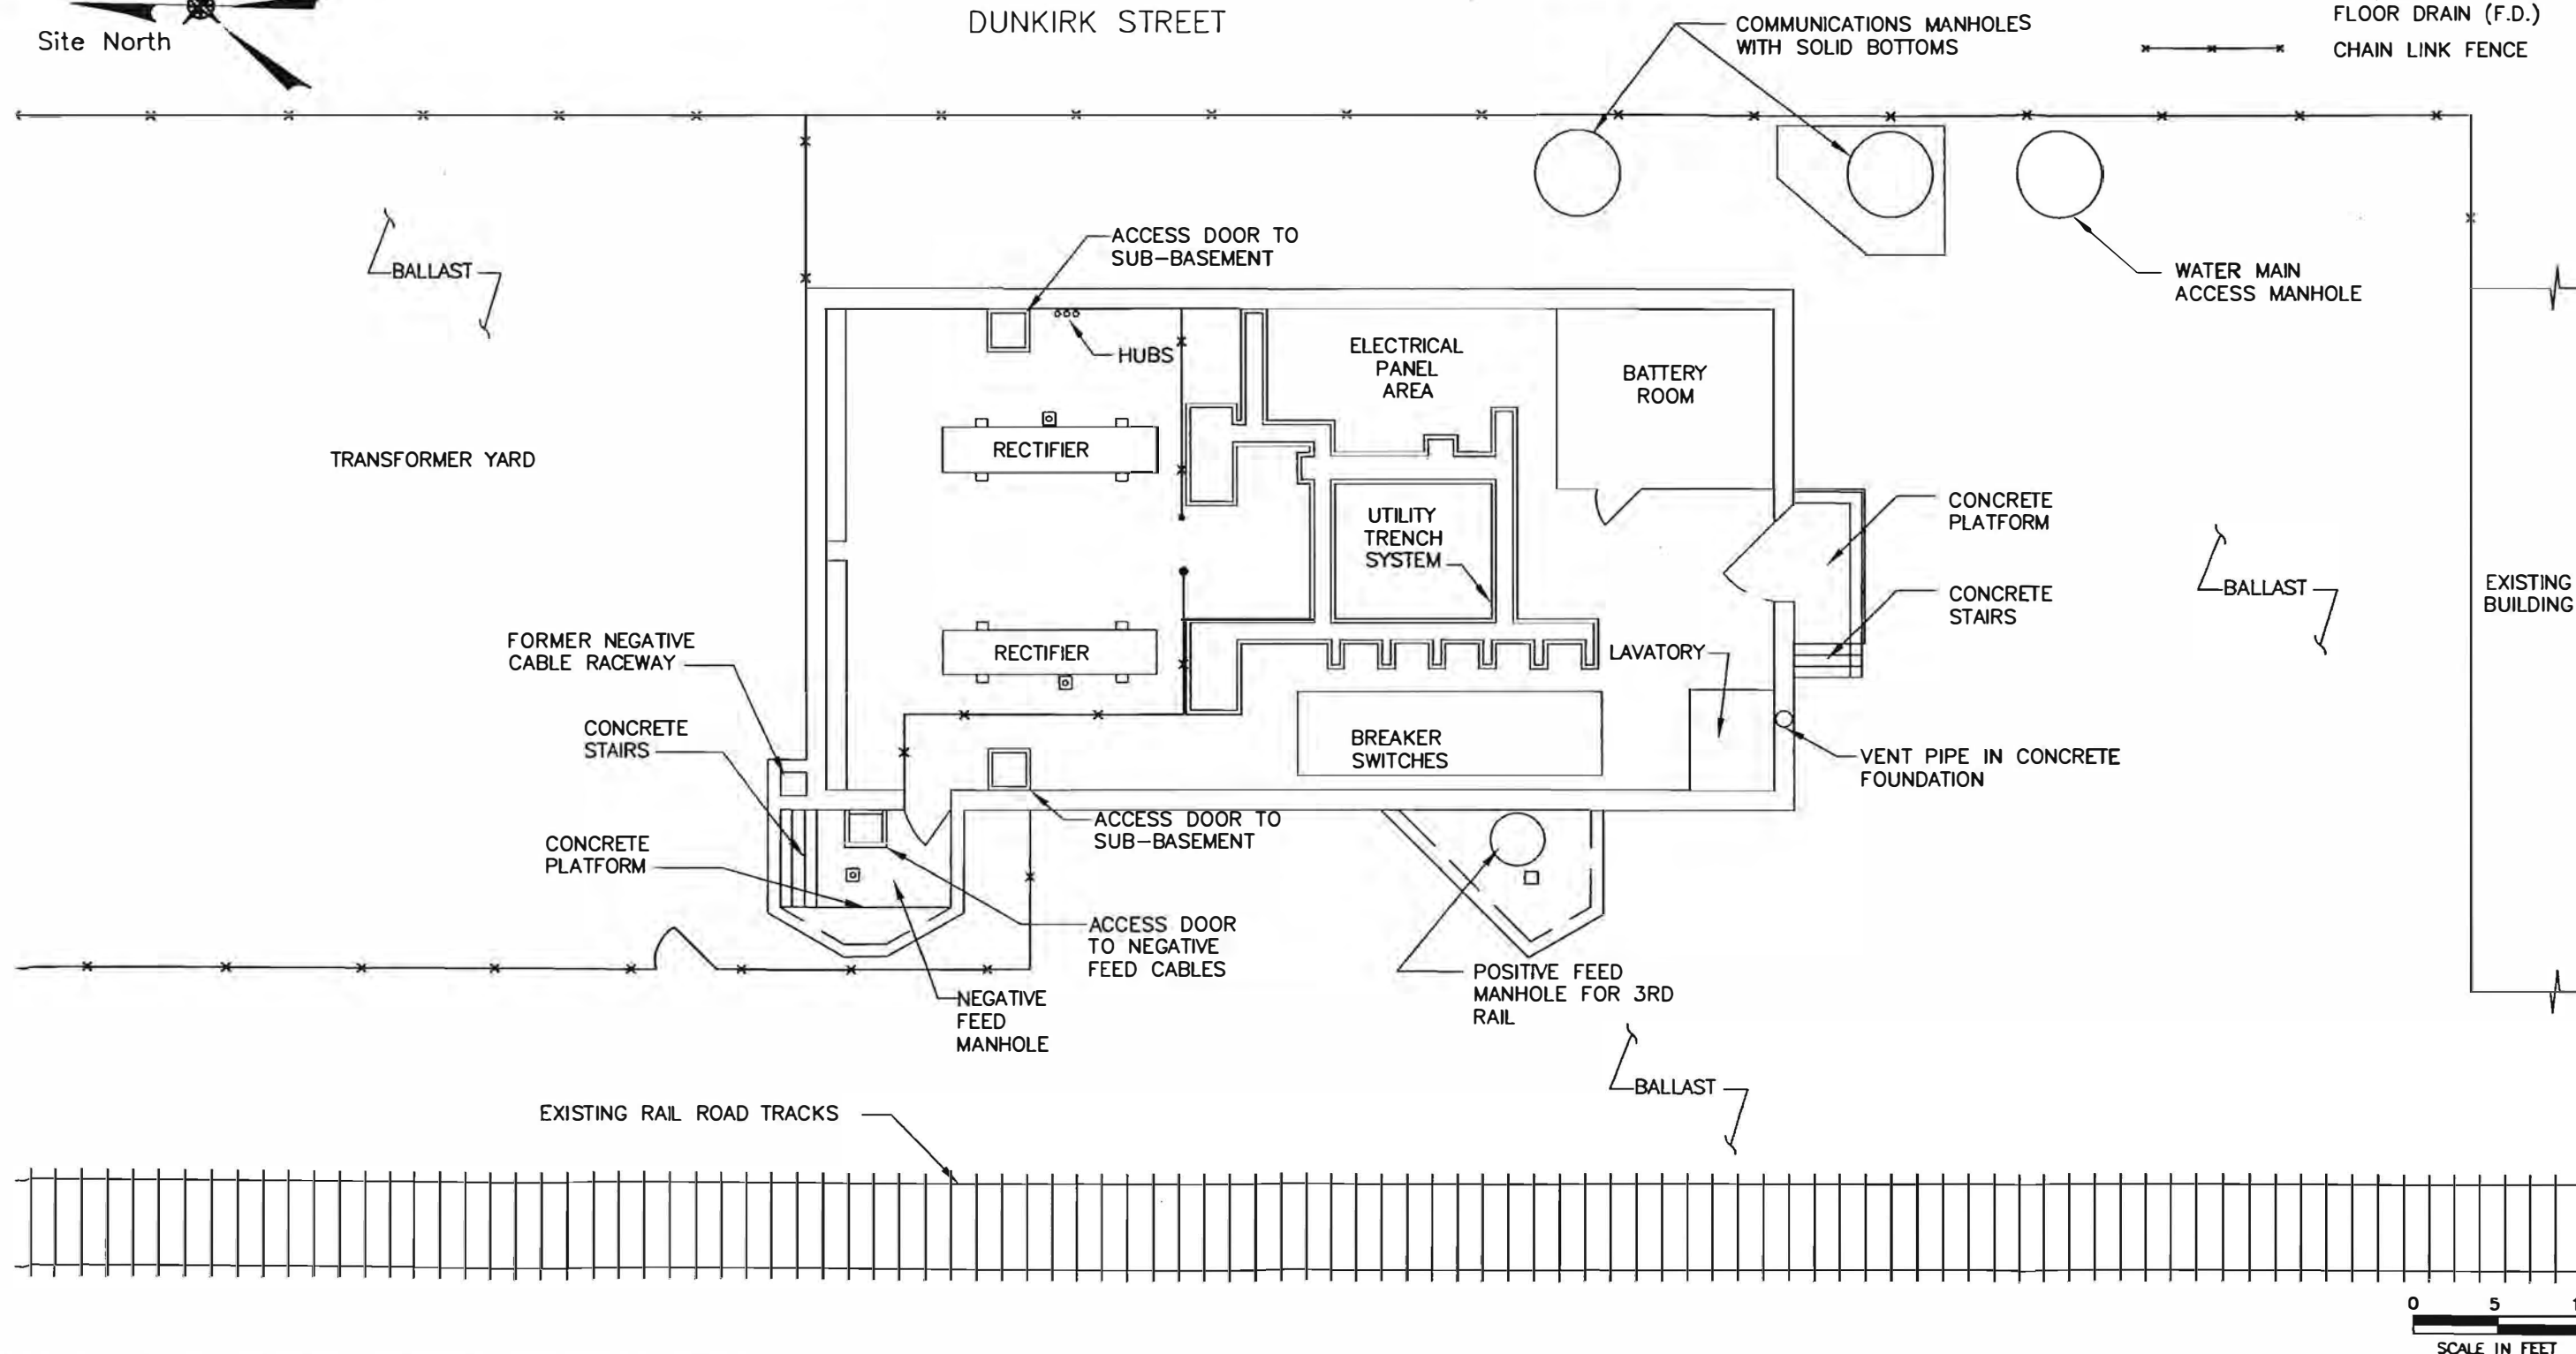 DUNKIRK STREET
Site North
COMMUNICATIONS MANHOLES
WITH SOLID BOTTOMS
FLOOR DRAIN (F.D.)
CHAIN LINK FENCE
ACCESS DOOR TO
SUB-BASEMENT
BALLAST
WATER MAIN
ACCESS MANHOLE
HUBS
ELECTRICAL
PANEL
AREA
BATTERY
ROOM
RECTIFIER
TRANSFORMER YARD
CONCRETE
PLATFORM
UTILITY
TRENCH
SYSTEM
CONCRETE
STAIRS
BALLAST
EXISTING
BUILDING
FORMER NEGATIVE
CABLE RACEWAY
RECTIFIER
LAVATORY
CONCRETE
STAIRS
BREAKER
SWITCHES
VENT PIPE IN CONCRETE
FOUNDATION
ACCESS DOOR TO
SUB-BASEMENT
CONCRETE
PLATFORM
ACCESS DOOR
TO NEGATIVE
FEED CABLES
POSITIVE FEED
MANHOLE FOR 3RD
RAIL
NEGATIVE
FEED
MANHOLE
BALLAST
EXISTING RAIL ROAD TRACKS
0 5
SCALE IN FEET